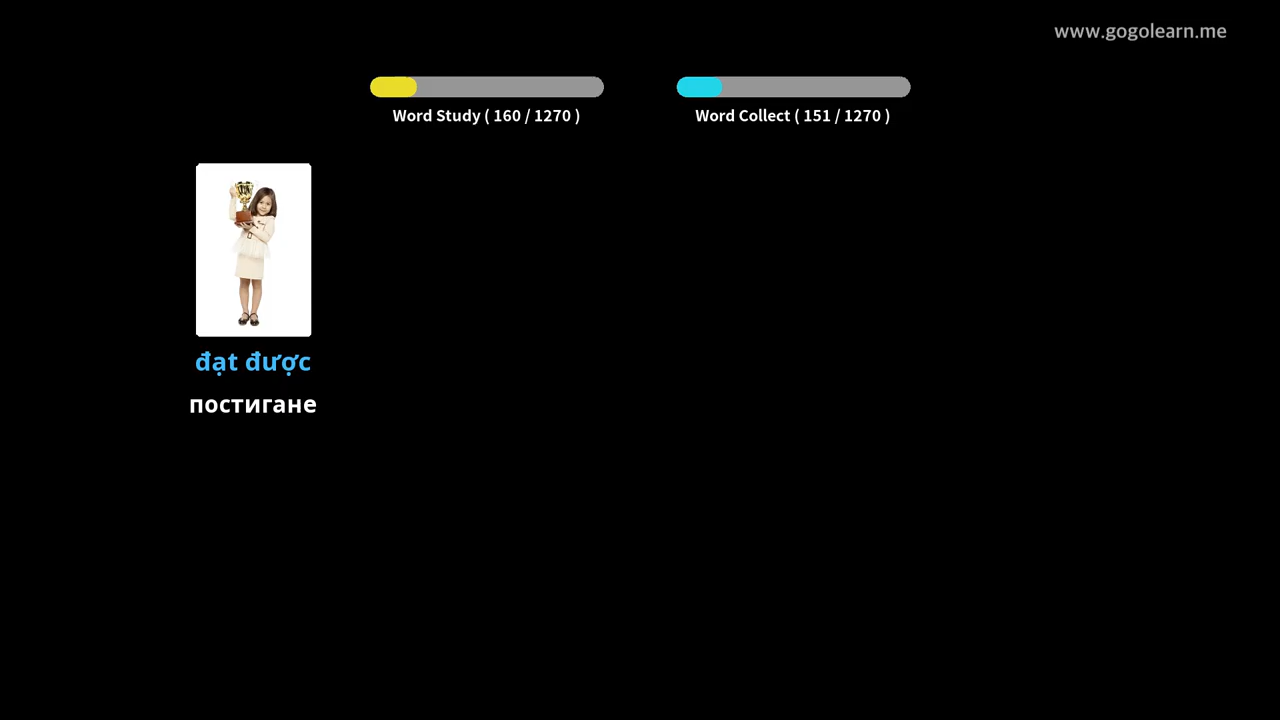 www.gogolearn.me
Word Study ( 160 / 1270 )
Word Collect ( 151 / 1270 )
đạt được
постигане